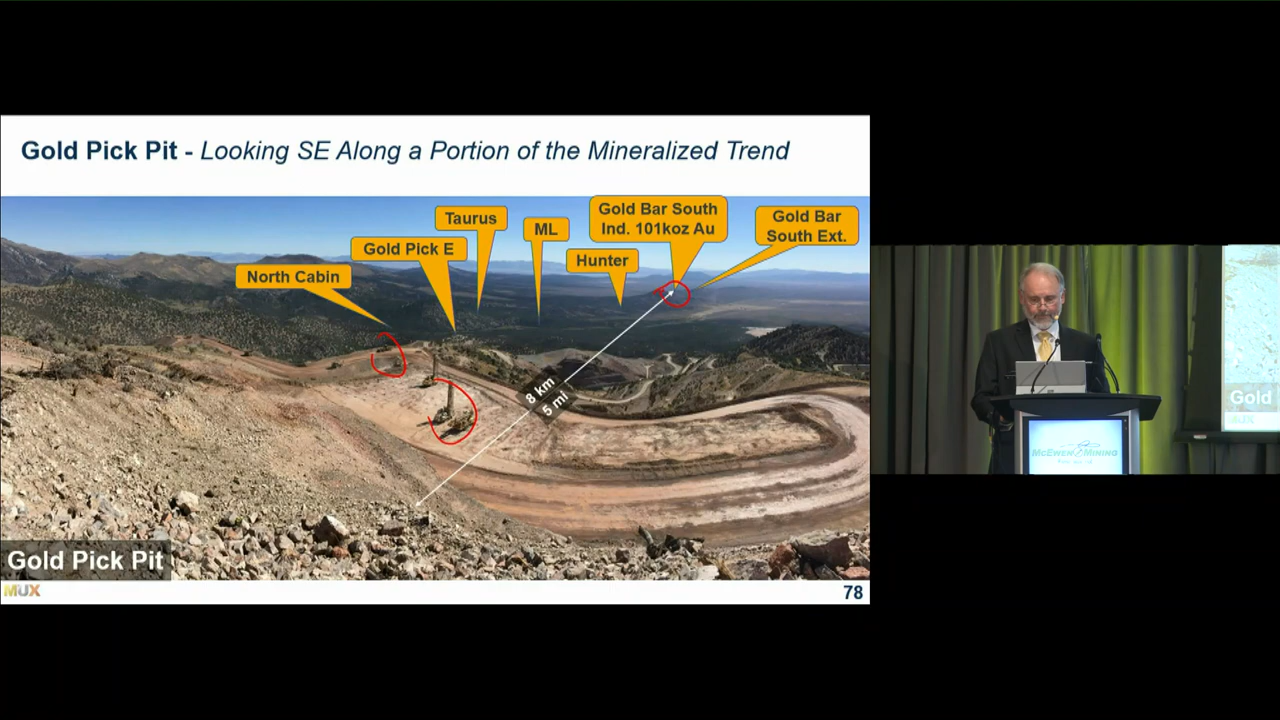 Gold Pick Pit - Looking SE Along a Portion of the Mineralized Trend
Taurus
ML
Gold Bar South
Ind. 101koz Au
Gold Bar
South Ext.
Gold Pick E
Hunter
North Cabin
8 km
5 mi
Gold Pick Pit
MUX
78
McEwen Mining
Gold
MUX